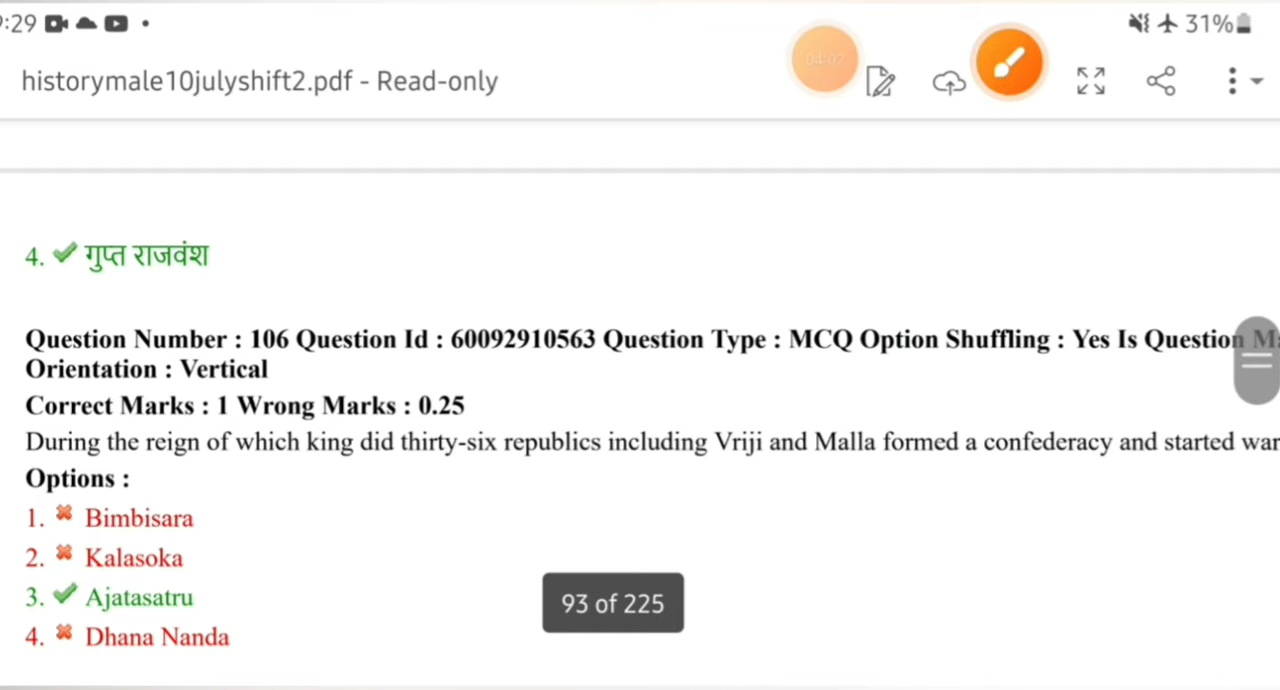 :29
31%
04:07
historymale10julyshift2.pdf - Read-only
4. गुप्त राजवंश
Question Number : 106 Question Id : 60092910563 Question Type : MCQ Option Shuffling : Yes Is Question
Orientation : Vertical
Correct Marks : 1 Wrong Marks : 0.25
During the reign of which king did thirty-six republics including Vriji and Malla formed a confederacy and started war
Options :
1. Bimbisara
2. Kalasoka
3. Ajatasatru
4. Dhana Nanda
93 of 225